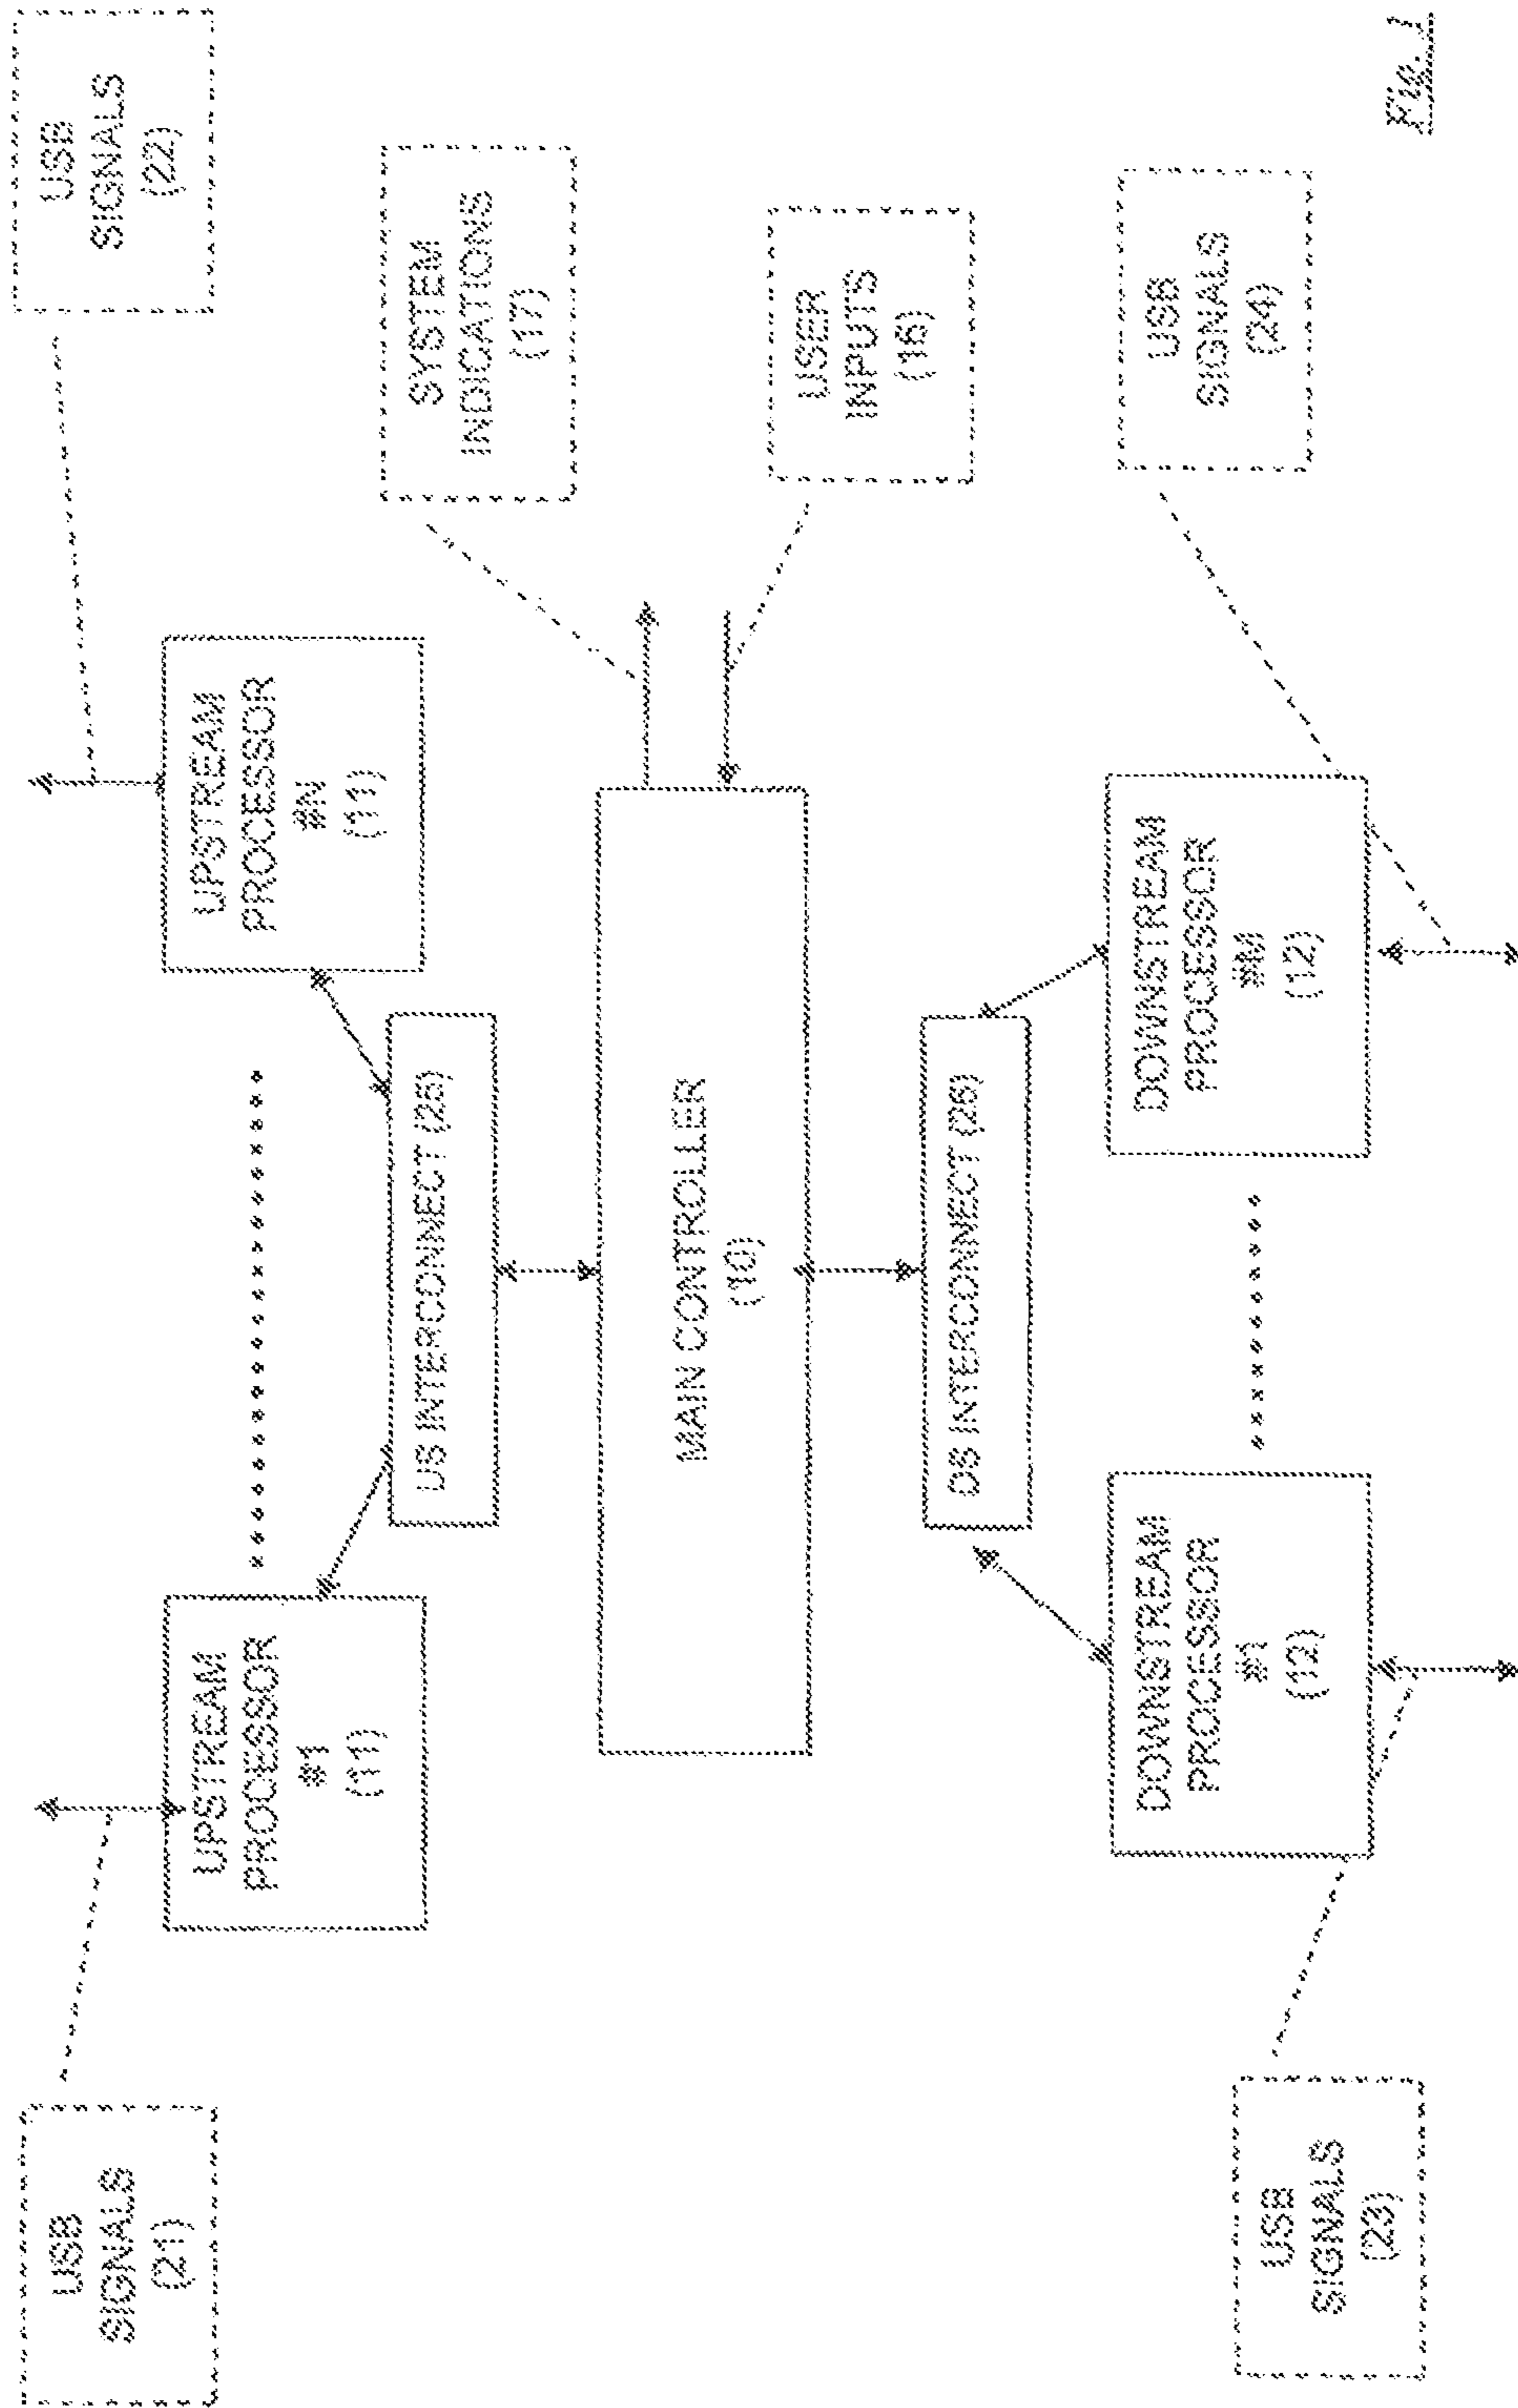 USB
SIGNALS
(21)
USB
SIGNALS
(22)
UPSTREAM
PROCESSOR
#1
(11)
UPSTREAM
PROCESSOR
#N
(11)
US INTERCONNECT (25)
SYSTEM
INDICATIONS
(17)
MAIN CONTROLLER
(10)
USER
INPUTS
(16)
DS INTERCONNECT (26)
DOWNSTREAM
PROCESSOR
#1
(12)
DOWNSTREAM
PROCESSOR
#M
(12)
USB
SIGNALS
(23)
USB
SIGNALS
(24)
Fig. 1